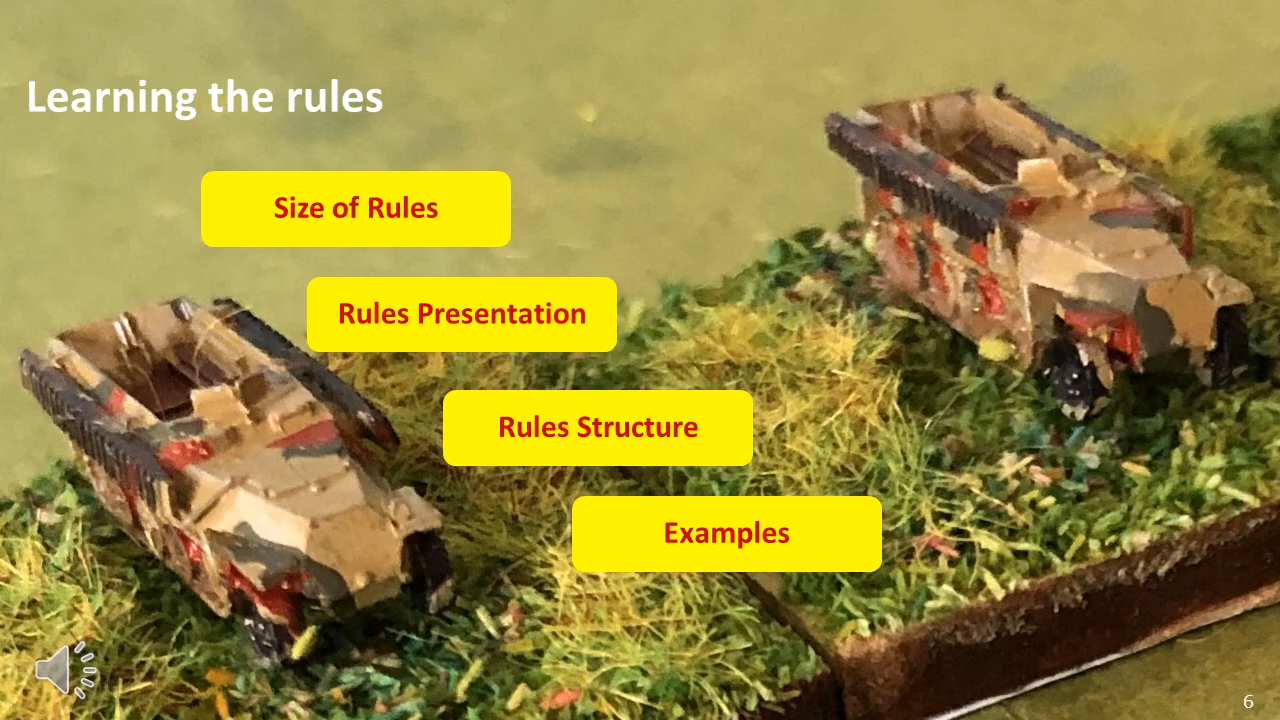 Learning the rules
Size of Rules
Rules Presentation
Rules Structure
Examples
6